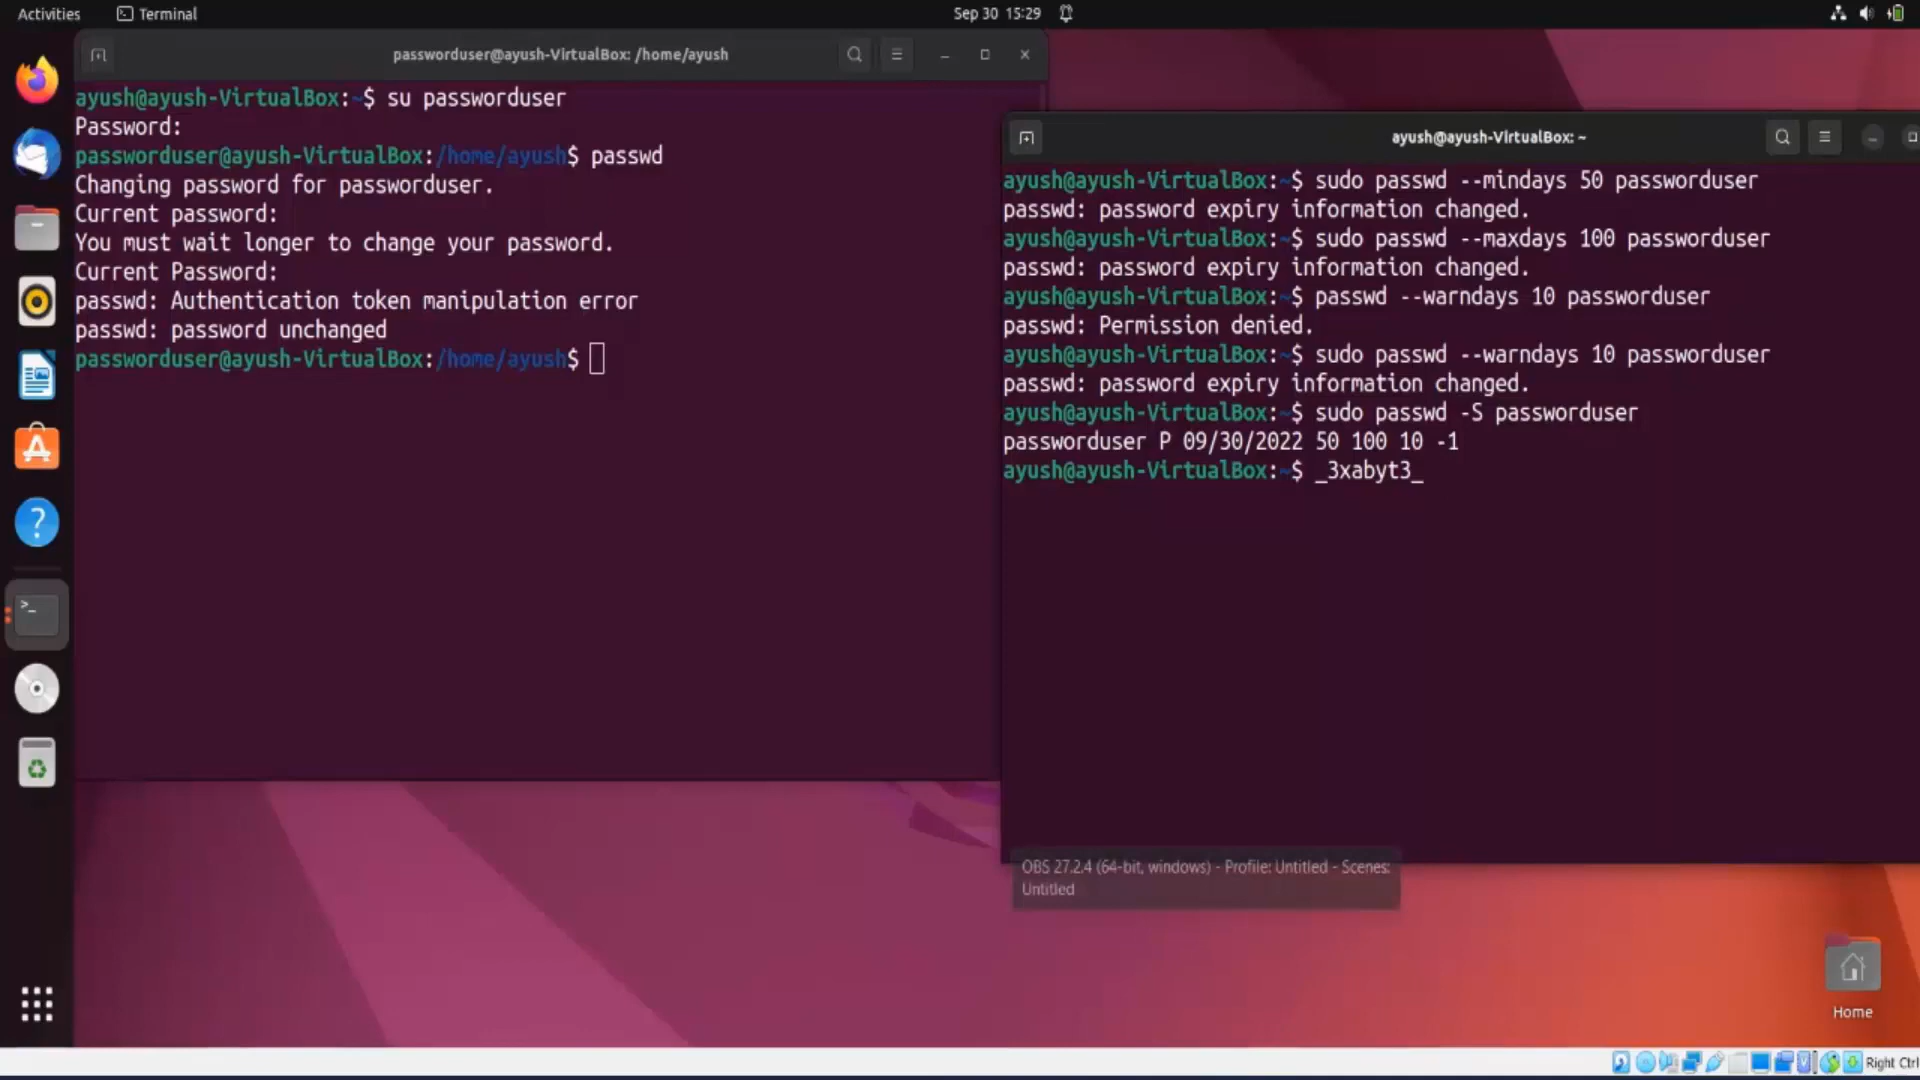 Activities Terminal Sep 30 15:29
passworduser@ayush-VirtualBox: /home/ayush
ayush@ayush-VirtualBox:~$ su passworduser
Password:
passworduser@ayush-VirtualBox:/home/ayush$ passwd
Changing password for passworduser.
Current password:
You must wait longer to change your password.
Current Password:
passwd: Authentication token manipulation error
passwd: password unchanged
passworduser@ayush-VirtualBox:/home/ayush$
ayush@ayush-VirtualBox: ~
ayush@ayush-VirtualBox:~$ sudo passwd --mindays 50 passworduser
passwd: password expiry information changed.
ayush@ayush-VirtualBox:~$ sudo passwd --maxdays 100 passworduser
passwd: password expiry information changed.
ayush@ayush-VirtualBox:~$ passwd --warndays 10 passworduser
passwd: Permission denied.
ayush@ayush-VirtualBox:~$ sudo passwd --warndays 10 passworduser
passwd: password expiry information changed.
ayush@ayush-VirtualBox:~$ sudo passwd -S passworduser
passworduser P 09/30/2022 50 100 10 -1
ayush@ayush-VirtualBox:~$ _3xabyt3_
OBS 27.2.4 (64-bit, windows) - Profile: Untitled - Scenes:
Untitled
Home
Right Ctrl